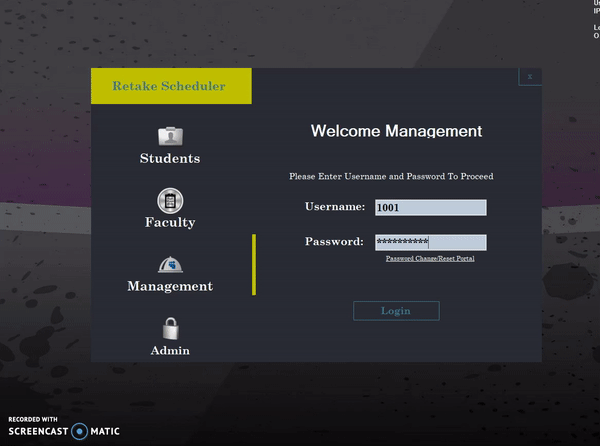 IP
Retake Scheduler
x
Students
Faculty
Management
Admin
Welcome Management
Please Enter Username and Password To Proceed
Username: 1001
Password: **********
Password Change/Reset Portal
Login
RECORDED WITH
SCREENCAST MATIC